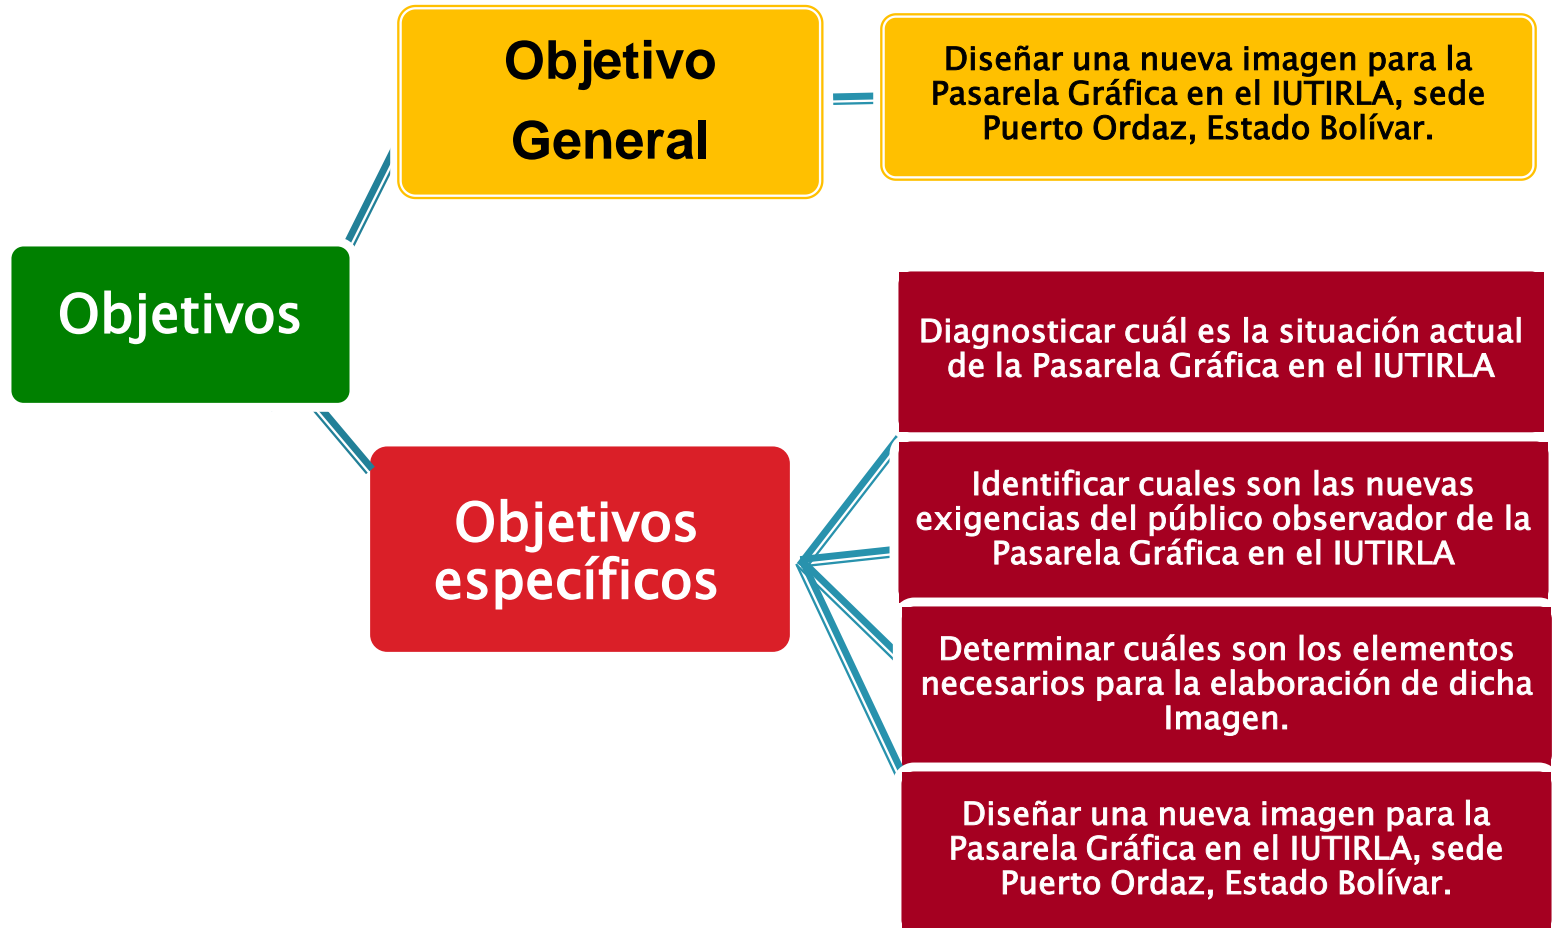 Objetivos
Objetivo
General
Diseñar una nueva imagen para la
Pasarela Gráfica en el IUTIRLA, sede
Puerto Ordaz, Estado Bolívar.
Objetivos
específicos
Diagnosticar cuál es la situación actual
de la Pasarela Gráfica en el IUTIRLA
Identificar cuales son las nuevas
exigencias del público observador de la
Pasarela Gráfica en el IUTIRLA
Determinar cuáles son los elementos
necesarios para la elaboración de dicha
Imagen.
Diseñar una nueva imagen para la
Pasarela Gráfica en el IUTIRLA, sede
Puerto Ordaz, Estado Bolívar.